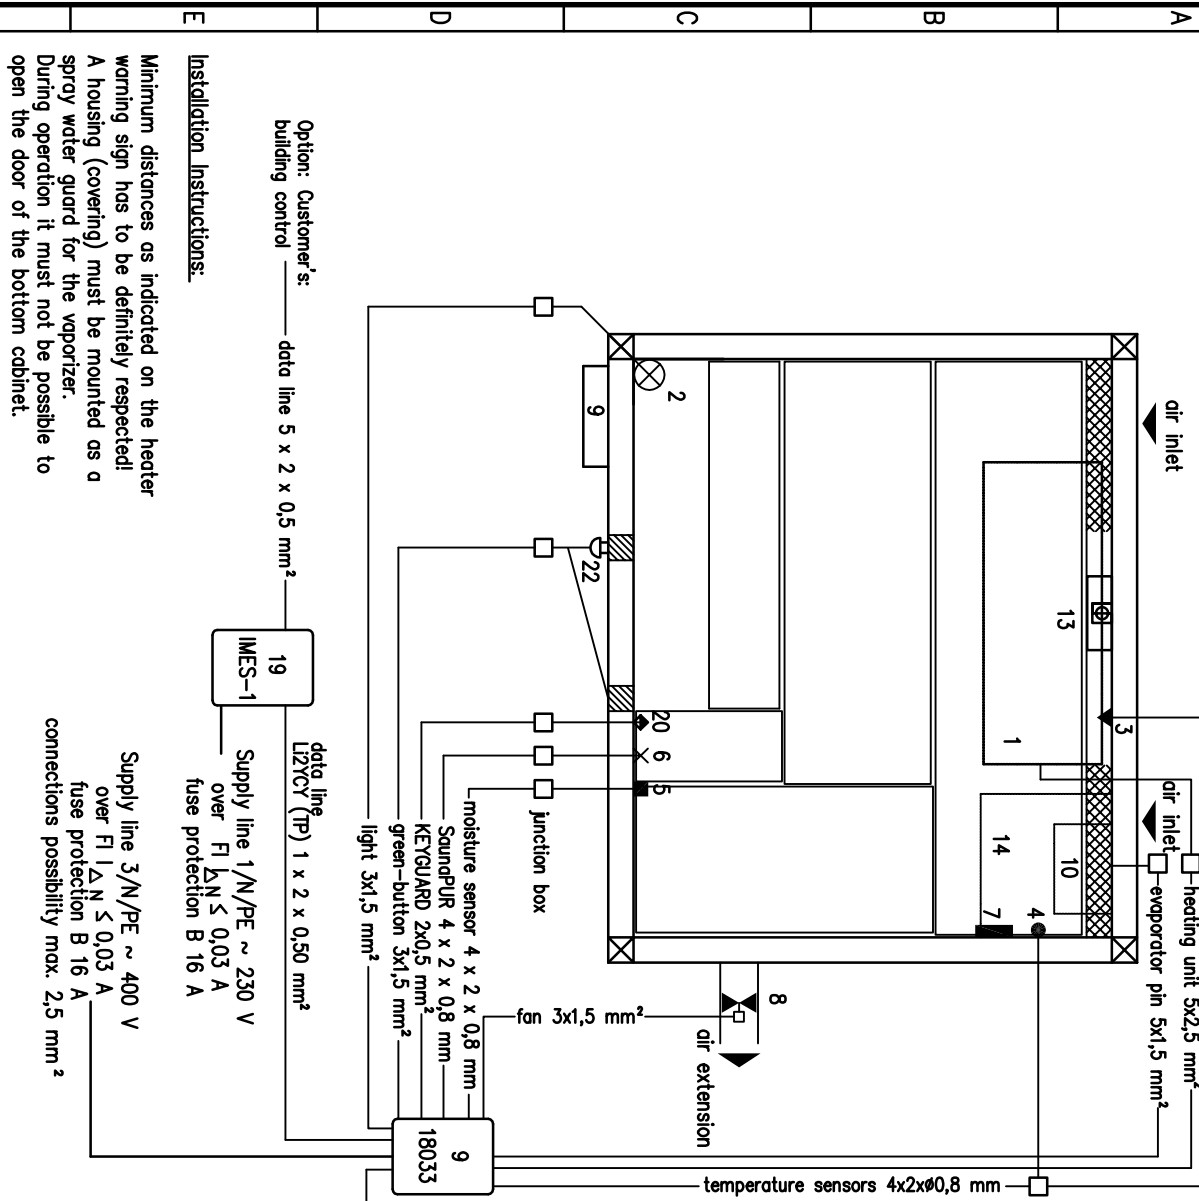 A
B
C
D
E
air inlet
13
3
1
air inlet
heating unit 5x2,5 mm²
evaporator pin 5x1,5 mm²
10
14
4
7
2
9
22
20
6
5
8
air extension
fan 3x1,5 mm²
junction box
temperature sensors 4x2xø0,8 mm
moisture sensor 4 x 2 x 0,8 mm
SaunaPUR 4 x 2 x 0,8 mm
KEYGUARD 2x0,5 mm²
green-button 3x1,5 mm²
light 3x1,5 mm²
9
18033
Option: Customer's:
building control
data line 5 x 2 x 0,5 mm²
19
IMES-1
data line
Li2YCY (TP) 1 x 2 x 0,50 mm²
Supply line 1/N/PE ~ 230 V
over FI I△N ≤ 0,03 A
fuse protection B 16 A
Supply line 3/N/PE ~ 400 V
over FI I△N ≤ 0,03 A
fuse protection B 16 A
connections possibility max. 2,5 mm²
Installation Instructions:
Minimum distances as indicated on the heater
warning sign has to be definitely respected!
A housing (covering) must be mounted as a
spray water guard for the vaporizer.
During operation it must not be possible to
open the door of the bottom cabinet.